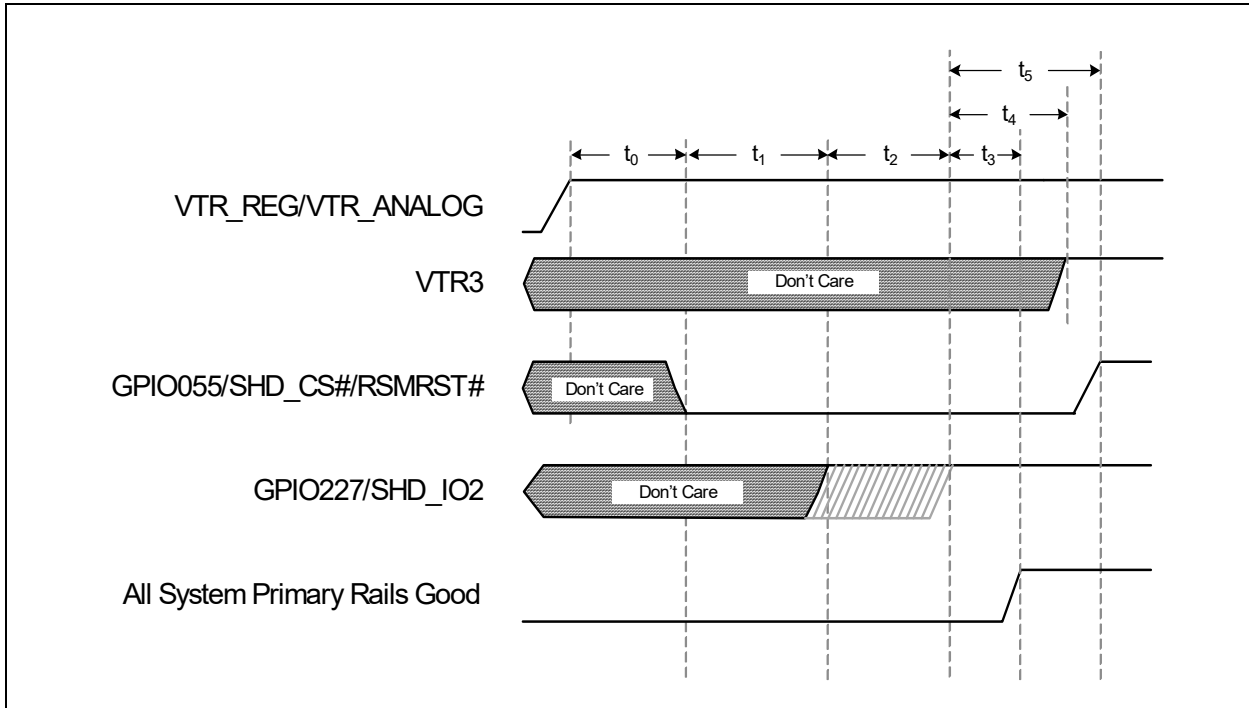 t5
t4
t0
t1
t2
t3
VTR_REG/VTR_ANALOG
VTR3
Don't Care
GPIO055/SHD_CS#/RSMRST#
Don't Care
GPIO227/SHD_IO2
Don't Care
All System Primary Rails Good